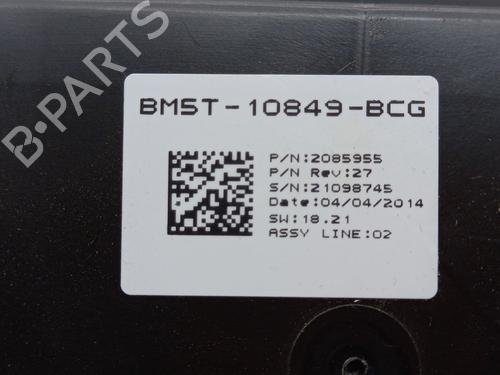 BM5T-10849-BCG
P/N:2085955
P/N Rev:27
S/N:21098745
Date:04/04/2014
SW:18.21
ASSY LINE:02
B-PARTS